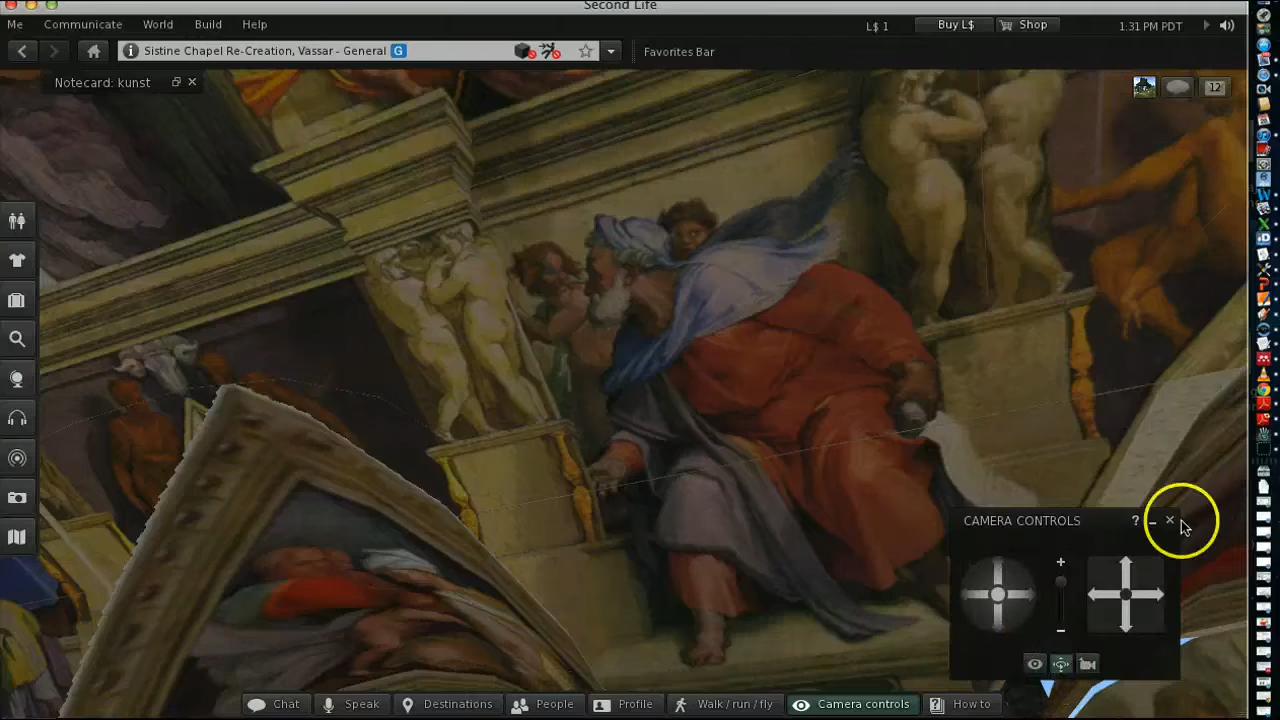 Second Life
Me Communicate World Build Help
L$ 1 Buy L$ Shop 1:31 PM PDT
Sistine Chapel Re-Creation, Vassar - General G
Favorites Bar
Notecard: kunst
12
CAMERA CONTROLS ?
Chat Speak Destinations People Profile Walk / run / fly Camera controls How to